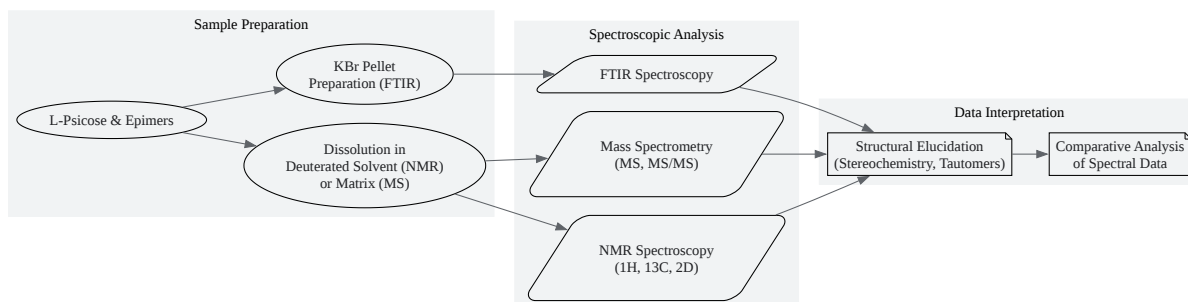 Sample Preparation
L-Psicose & Epimers
KBr Pellet
Preparation (FTIR)
Dissolution in
Deuterated Solvent (NMR)
or Matrix (MS)
Spectroscopic Analysis
FTIR Spectroscopy
Mass Spectrometry
(MS, MS/MS)
NMR Spectroscopy
(1H, 13C, 2D)
Data Interpretation
Structural Elucidation
(Stereochemistry, Tautomers)
Comparative Analysis
of Spectral Data